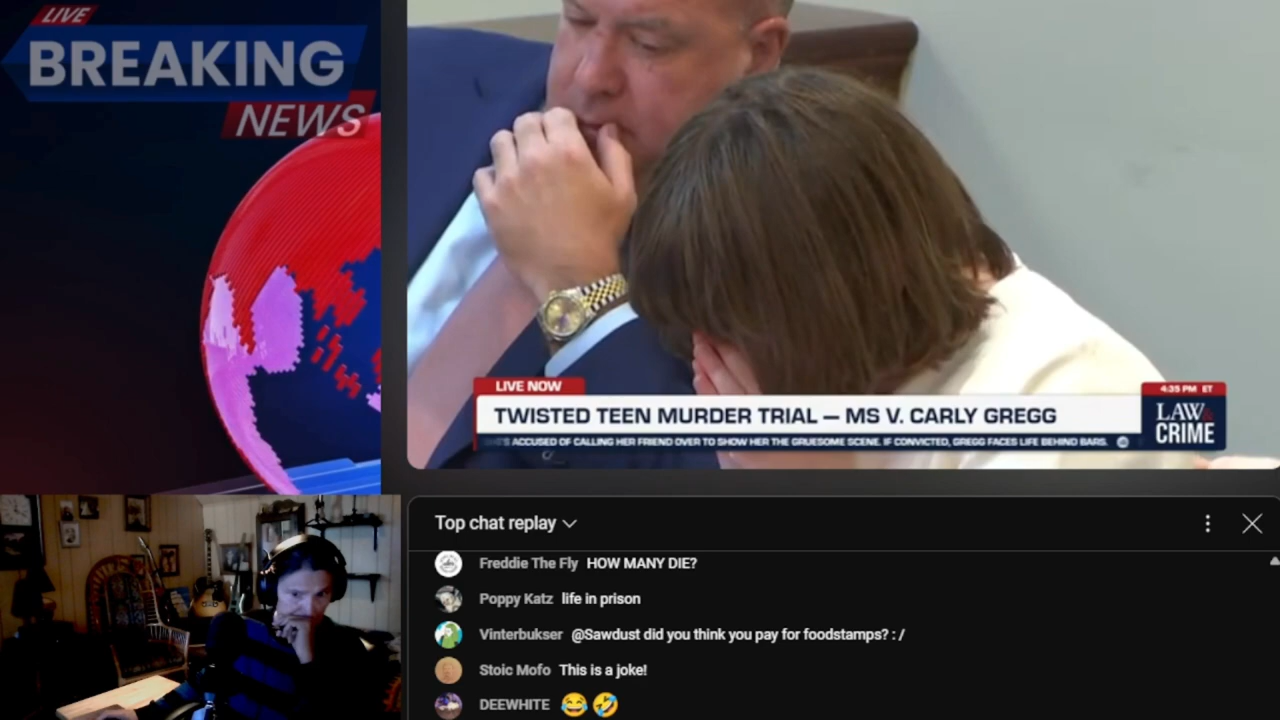 LIVE
BREAKING
NEWS
LIVE NOW
TWISTED TEEN MURDER TRIAL — MS V. CARLY GREGG
ACCUSED OF CALLING HER FRIEND OVER TO SHOW HER THE GRUESOME SCENE. IF CONVICTED, GREGG FACES LIFE BEHIND BARS.
4:35 PM ET
LAW&
CRIME
Top chat replay
Freddie The Fly HOW MANY DIE?
Poppy Katz life in prison
Vinterbukser @Sawdust did you think you pay for foodstamps? : /
Stoic Mofo This is a joke!
DEEWHITE 😂 🤣